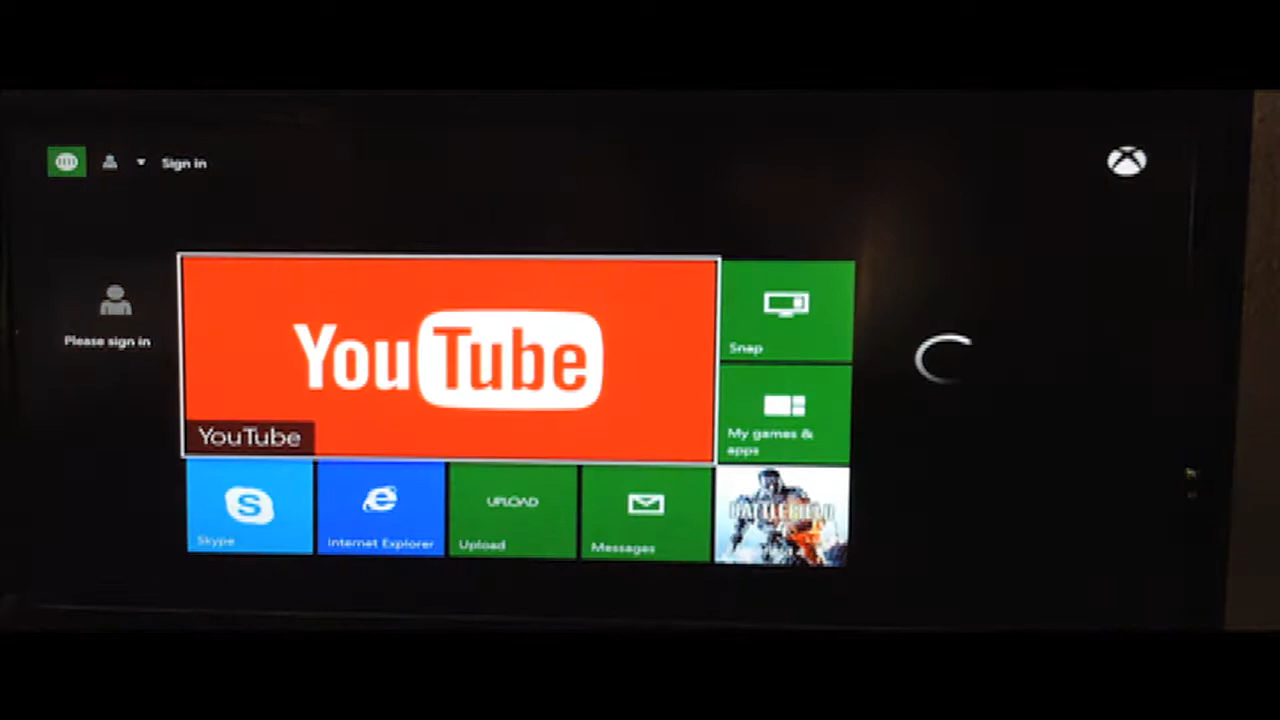 Sign in
Please sign in
YouTube
YouTube
Snap
My games &
apps
Skype
Internet Explorer
UPLOAD
Upload
Messages
BATTLEFIELD